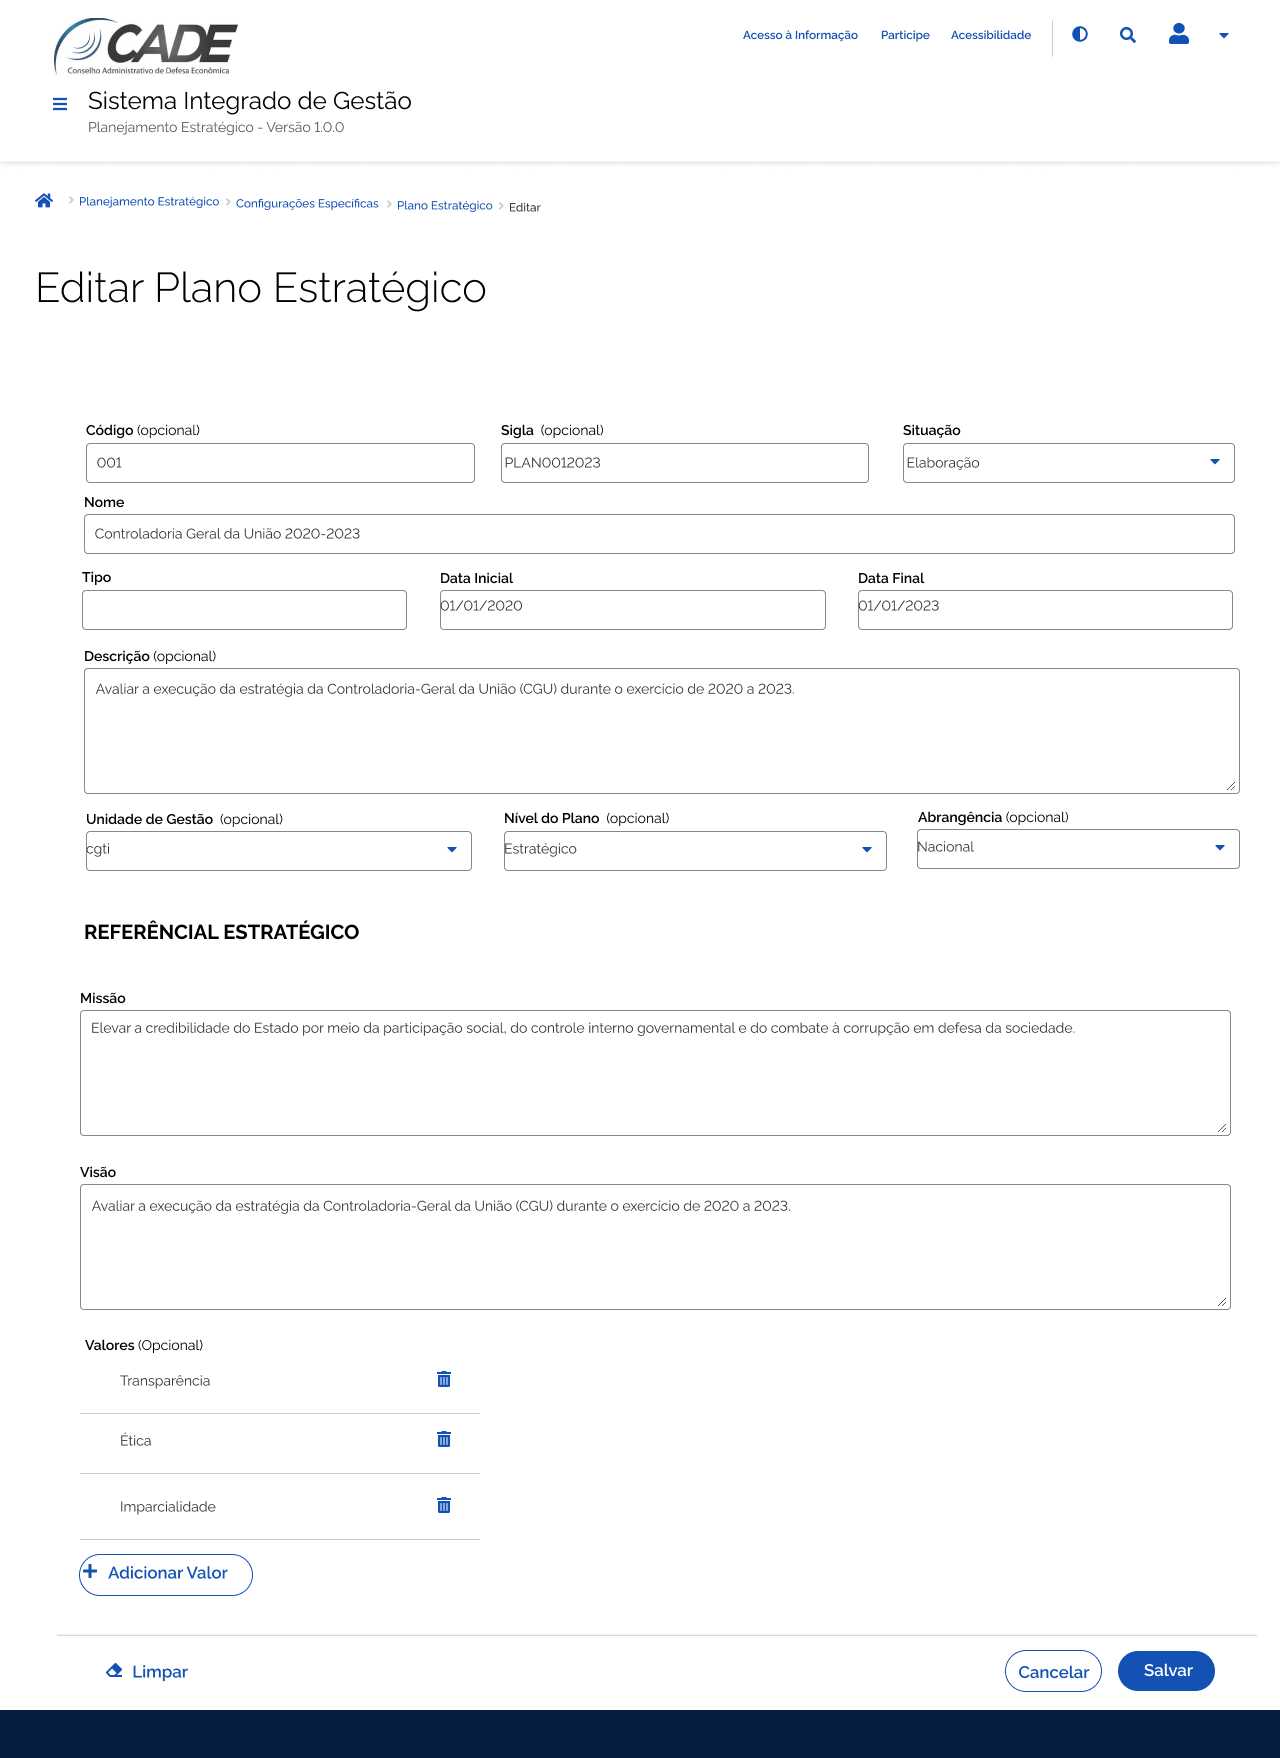 CADE
Conselho Administrativo de Defesa Econômica
Acesso à Informação Participe Acessibilidade
Sistema Integrado de Gestão
Planejamento Estratégico - Versão 1.0.0
Planejamento Estratégico Configurações Específicas Plano Estratégico Editar
Editar Plano Estratégico
Código (opcional) Sigla (opcional) Situação
001 PLAN0012023 Elaboração
Nome
Controladoria Geral da União 2020-2023
Tipo Data Inicial Data Final
01/01/2020 01/01/2023
Descrição (opcional)
Avaliar a execução da estratégia da Controladoria-Geral da União (CGU) durante o exercício de 2020 a 2023.
Unidade de Gestão (opcional) Nível do Plano (opcional) Abrangência (opcional)
cgti Estratégico Nacional
REFERÊNCIAL ESTRATÉGICO
Missão
Elevar a credibilidade do Estado por meio da participação social, do controle interno governamental e do combate à corrupção em defesa da sociedade.
Visão
Avaliar a execução da estratégia da Controladoria-Geral da União (CGU) durante o exercício de 2020 a 2023.
Valores (Opcional)
Transparência
Ética
Imparcialidade
Adicionar Valor
Limpar Cancelar Salvar